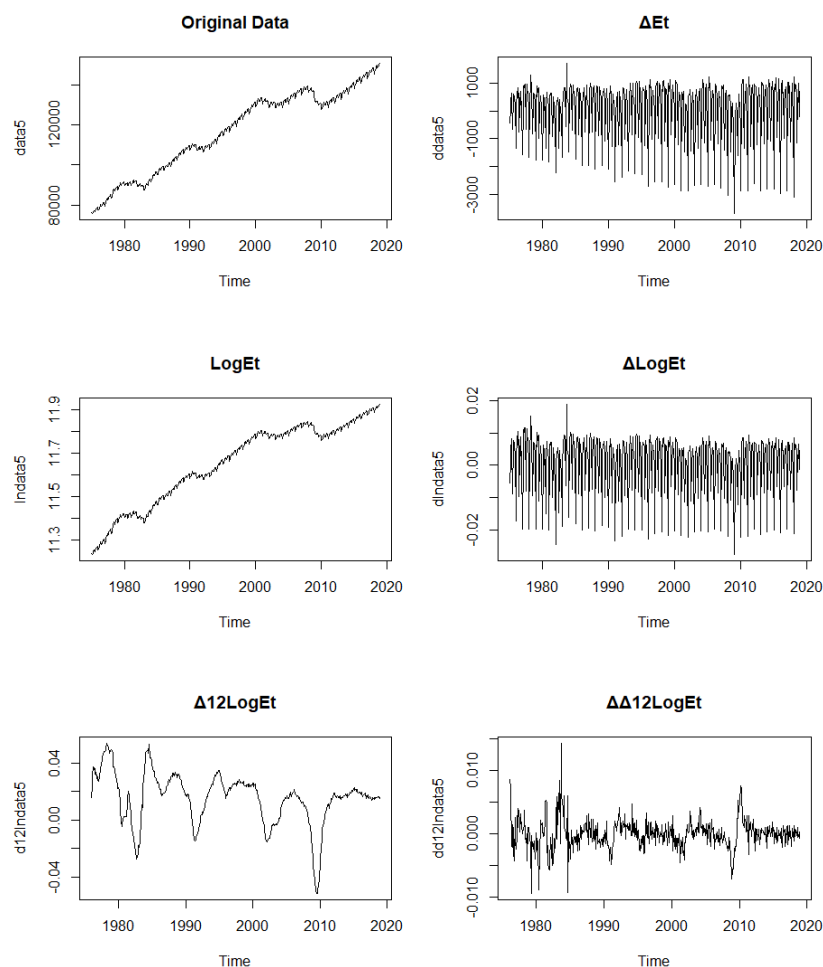 Original Data
data5
80000
120000
1980
1990
2000
2010
2020
Time
ΔEt
ddata5
-3000
-1000
1000
1980
1990
2000
2010
2020
Time
LogEt
lndata5
11.3
11.5
11.7
11.9
1980
1990
2000
2010
2020
Time
ΔLogEt
dlndata5
-0.02
0.00
0.02
1980
1990
2000
2010
2020
Time
Δ12LogEt
d12lndata5
-0.04
0.00
0.04
1980
1990
2000
2010
2020
Time
ΔΔ12LogEt
dd12lndata5
-0.010
0.000
0.010
1980
1990
2000
2010
2020
Time